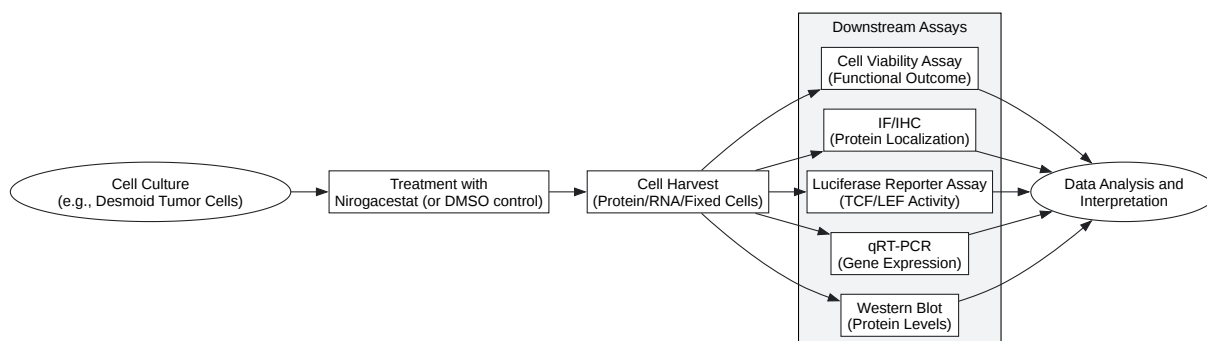 Cell Culture
(e.g., Desmoid Tumor Cells)
Treatment with
Nirogacestat (or DMSO control)
Cell Harvest
(Protein/RNA/Fixed Cells)
Downstream Assays
Cell Viability Assay
(Functional Outcome)
IF/IHC
(Protein Localization)
Luciferase Reporter Assay
(TCF/LEF Activity)
qRT-PCR
(Gene Expression)
Western Blot
(Protein Levels)
Data Analysis and
Interpretation